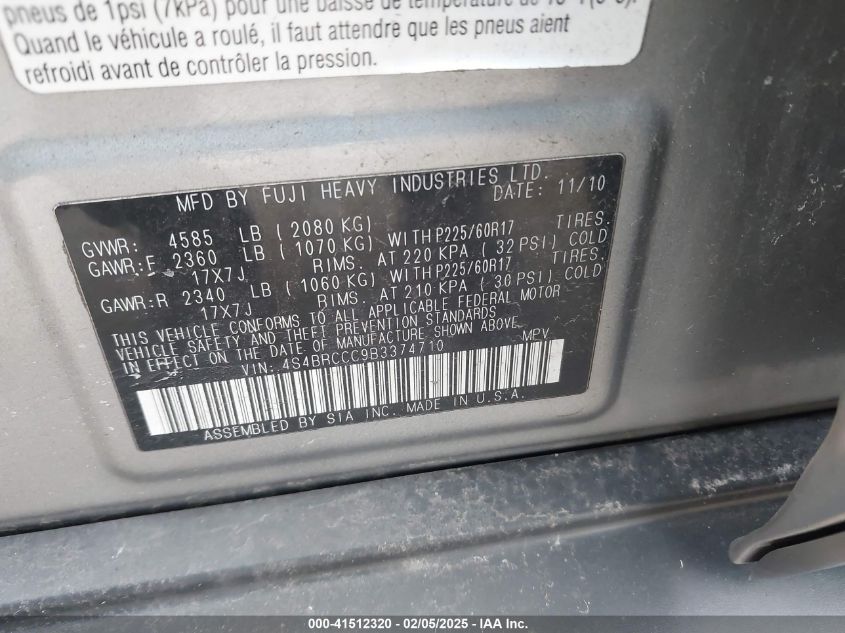 pneus de 1psi (7kPa) pour une baisse de température de
Quand le véhicule a roulé, il faut attendre que les pneus aient
refroidi avant de contrôler la pression.
MFD BY FUJI HEAVY INDUSTRIES LTD.
DATE: 11/10
GVWR: 4585 LB ( 2080 KG)
GAWR:F 2360 LB ( 1070 KG) WITH P225/60R17 TIRES.
17X7J RIMS. AT 220 KPA ( 32 PSI) COLD
GAWR:R 2340 LB ( 1060 KG) WITH P225/60R17 TIRES.
17X7J RIMS. AT 210 KPA ( 30 PSI) COLD
THIS VEHICLE CONFORMS TO ALL APPLICABLE FEDERAL MOTOR
VEHICLE SAFETY AND THEFT PREVENTION STANDARDS
IN EFFECT ON THE DATE OF MANUFACTURE SHOWN ABOVE.
VIN: 4S4BRCCC9B3374710 MPV
ASSEMBLED BY SIA INC. MADE IN U.S.A.
000-41512320 - 02/05/2025 - IAA Inc.